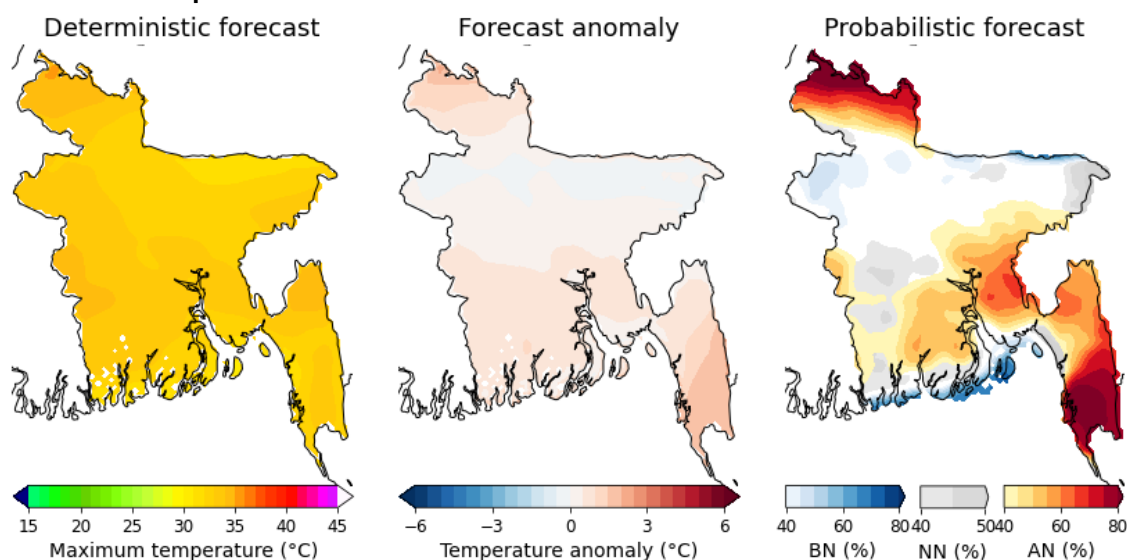 Deterministic forecast
Forecast anomaly
Probabilistic forecast
15 20 25 30 35 40 45
Maximum temperature (°C)
−6 −3 0 3 6
Temperature anomaly (°C)
40 60 80
BN (%)
40 50
NN (%)
40 60 80
AN (%)